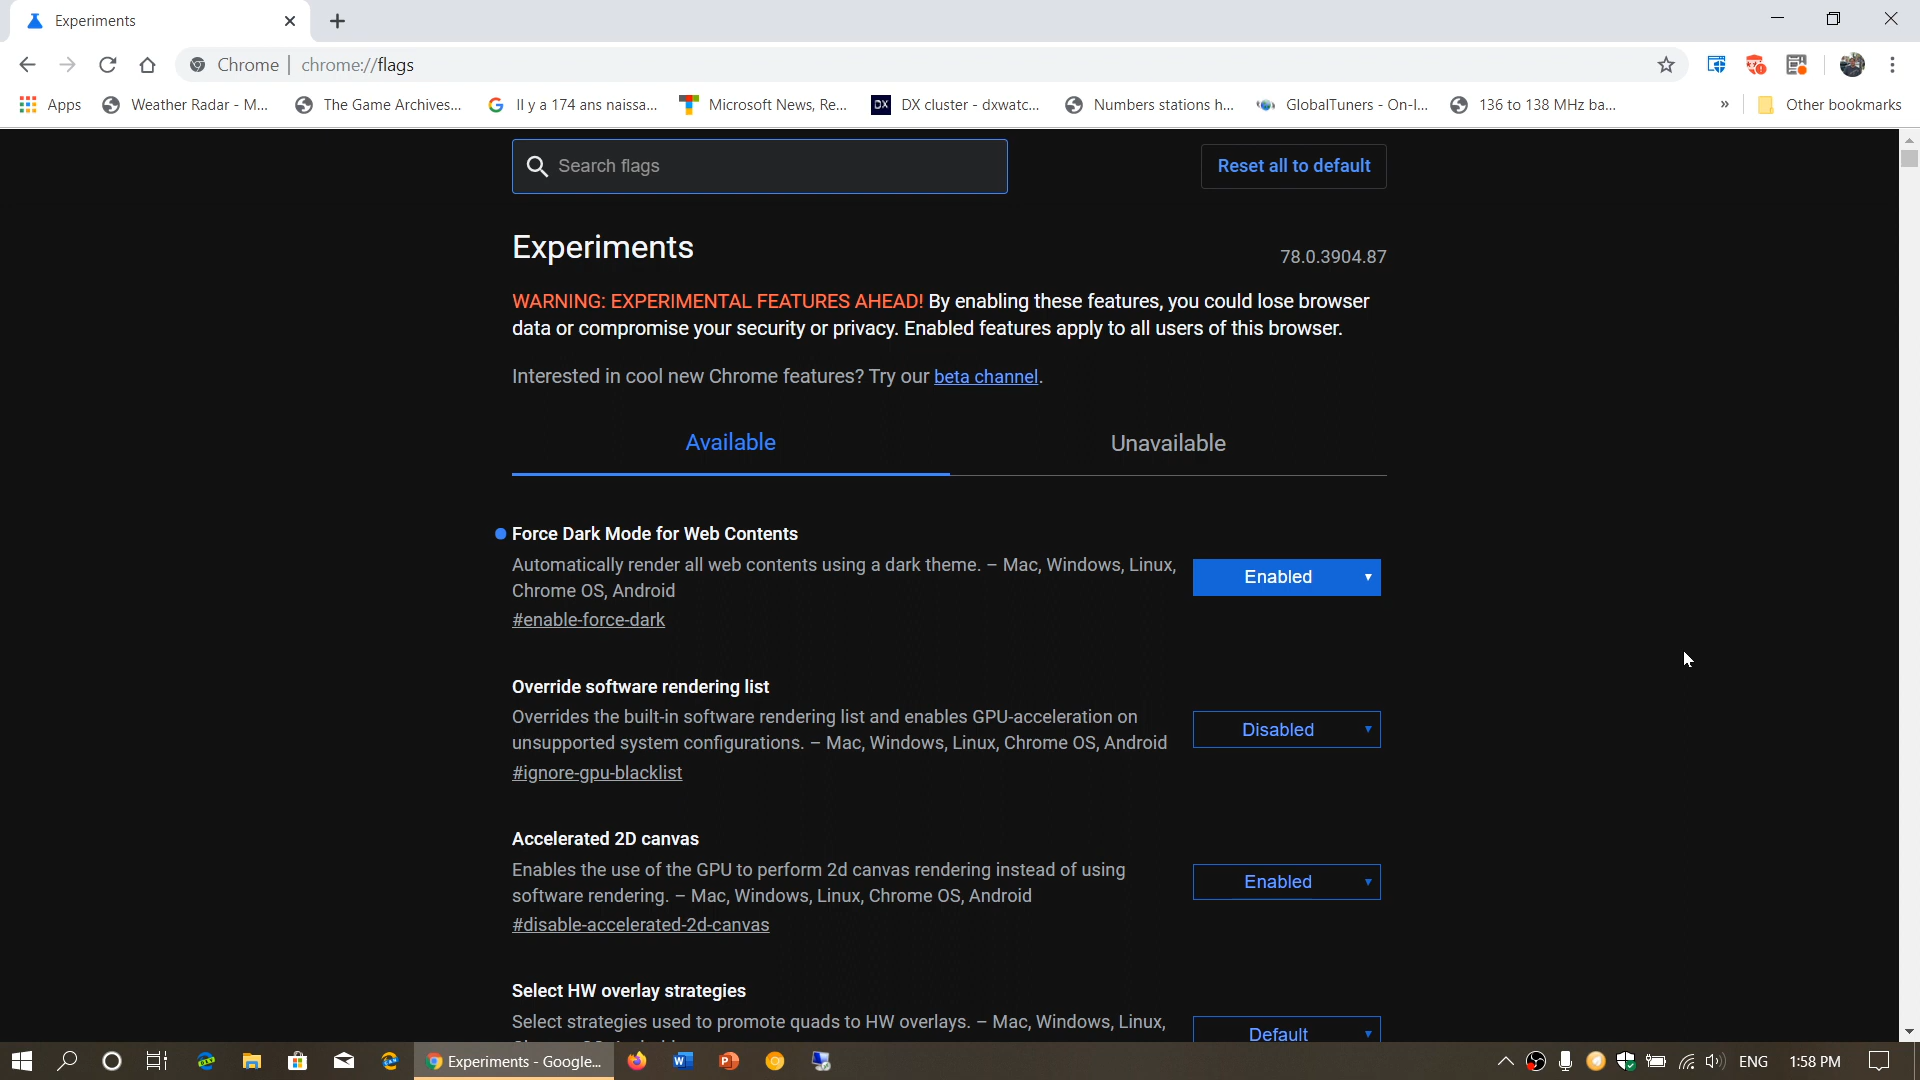 Experiments
Chrome | chrome://flags
Apps Weather Radar - M... The Game Archives... Il y a 174 ans naissa... Microsoft News, Re... DX DX cluster - dxwatc... Numbers stations h... GlobalTuners - On-l... 136 to 138 MHz ba... » Other bookmarks
Search flags
Reset all to default
Experiments
78.0.3904.87
WARNING: EXPERIMENTAL FEATURES AHEAD! By enabling these features, you could lose browser
data or compromise your security or privacy. Enabled features apply to all users of this browser.
Interested in cool new Chrome features? Try our beta channel.
Available
Unavailable
Force Dark Mode for Web Contents
Automatically render all web contents using a dark theme. – Mac, Windows, Linux,
Chrome OS, Android
#enable-force-dark
Enabled
Override software rendering list
Overrides the built-in software rendering list and enables GPU-acceleration on
unsupported system configurations. – Mac, Windows, Linux, Chrome OS, Android
#ignore-gpu-blacklist
Disabled
Accelerated 2D canvas
Enables the use of the GPU to perform 2d canvas rendering instead of using
software rendering. – Mac, Windows, Linux, Chrome OS, Android
#disable-accelerated-2d-canvas
Enabled
Select HW overlay strategies
Select strategies used to promote quads to HW overlays. – Mac, Windows, Linux,
Default
Experiments - Google...
ENG
1:58 PM